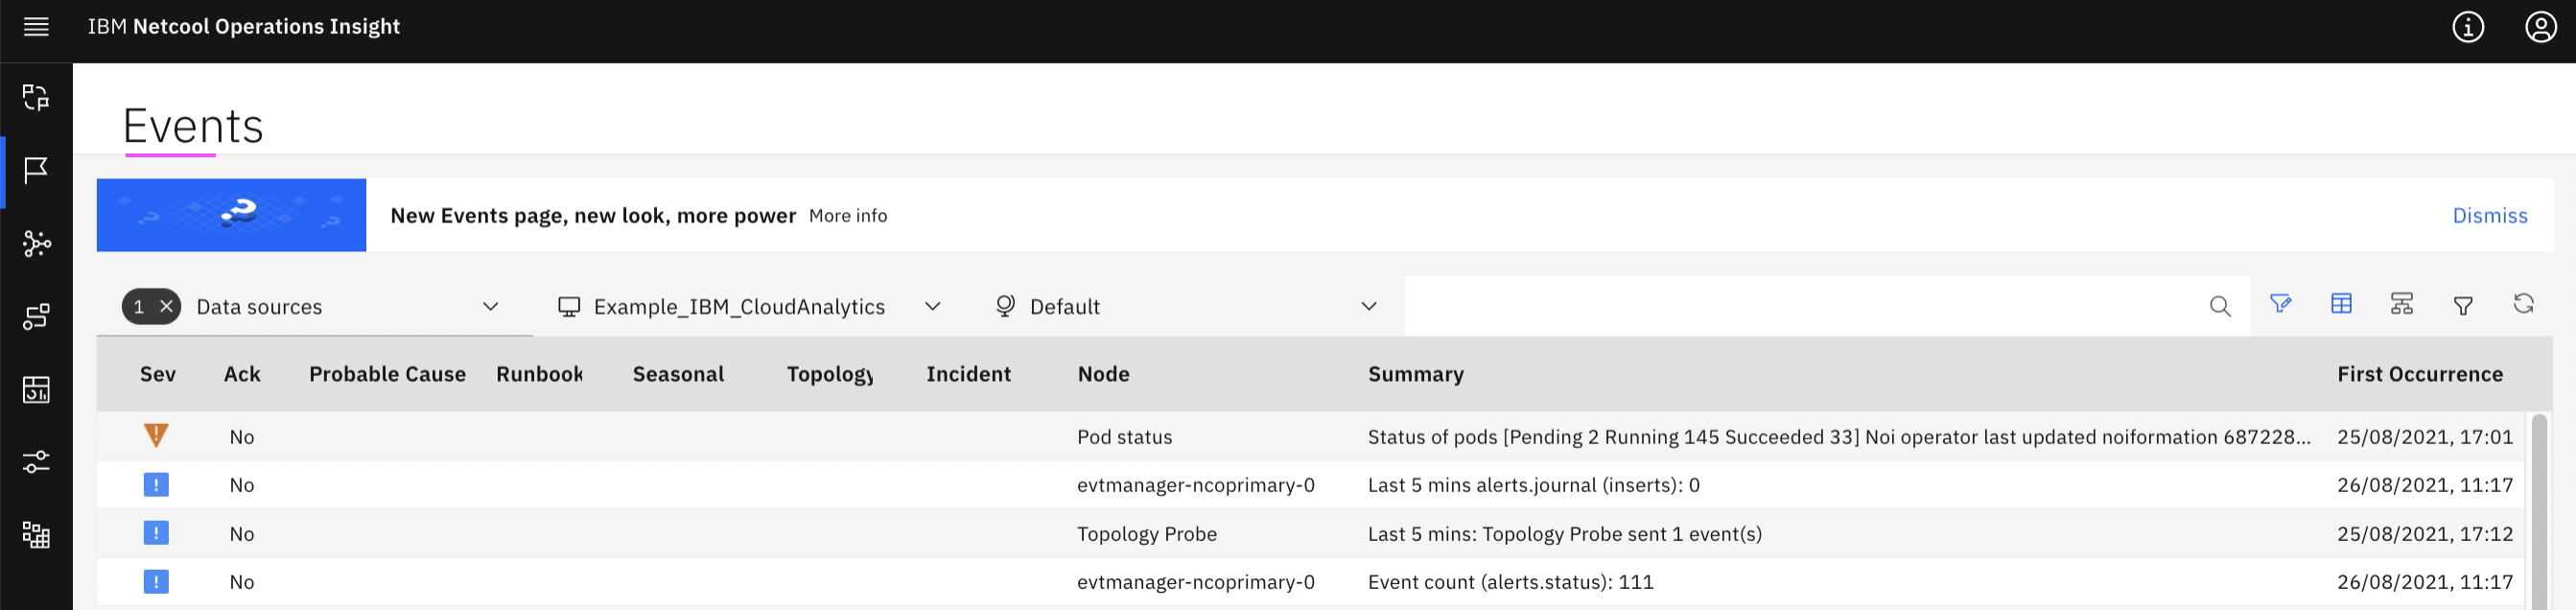 IBM Netcool Operations Insight
Events
New Events page, new look, more power More info Dismiss
1 Data sources Example_IBM_CloudAnalytics Default
Sev Ack Probable Cause Runbook Seasonal Topology Incident Node Summary First Occurrence
No Pod status Status of pods [Pending 2 Running 145 Succeeded 33] Noi operator last updated noiformation 687228... 25/08/2021, 17:01
No evtmanager-ncoprimary-0 Last 5 mins alerts.journal (inserts): 0 26/08/2021, 11:17
No Topology Probe Last 5 mins: Topology Probe sent 1 event(s) 25/08/2021, 17:12
No evtmanager-ncoprimary-0 Event count (alerts.status): 111 26/08/2021, 11:17